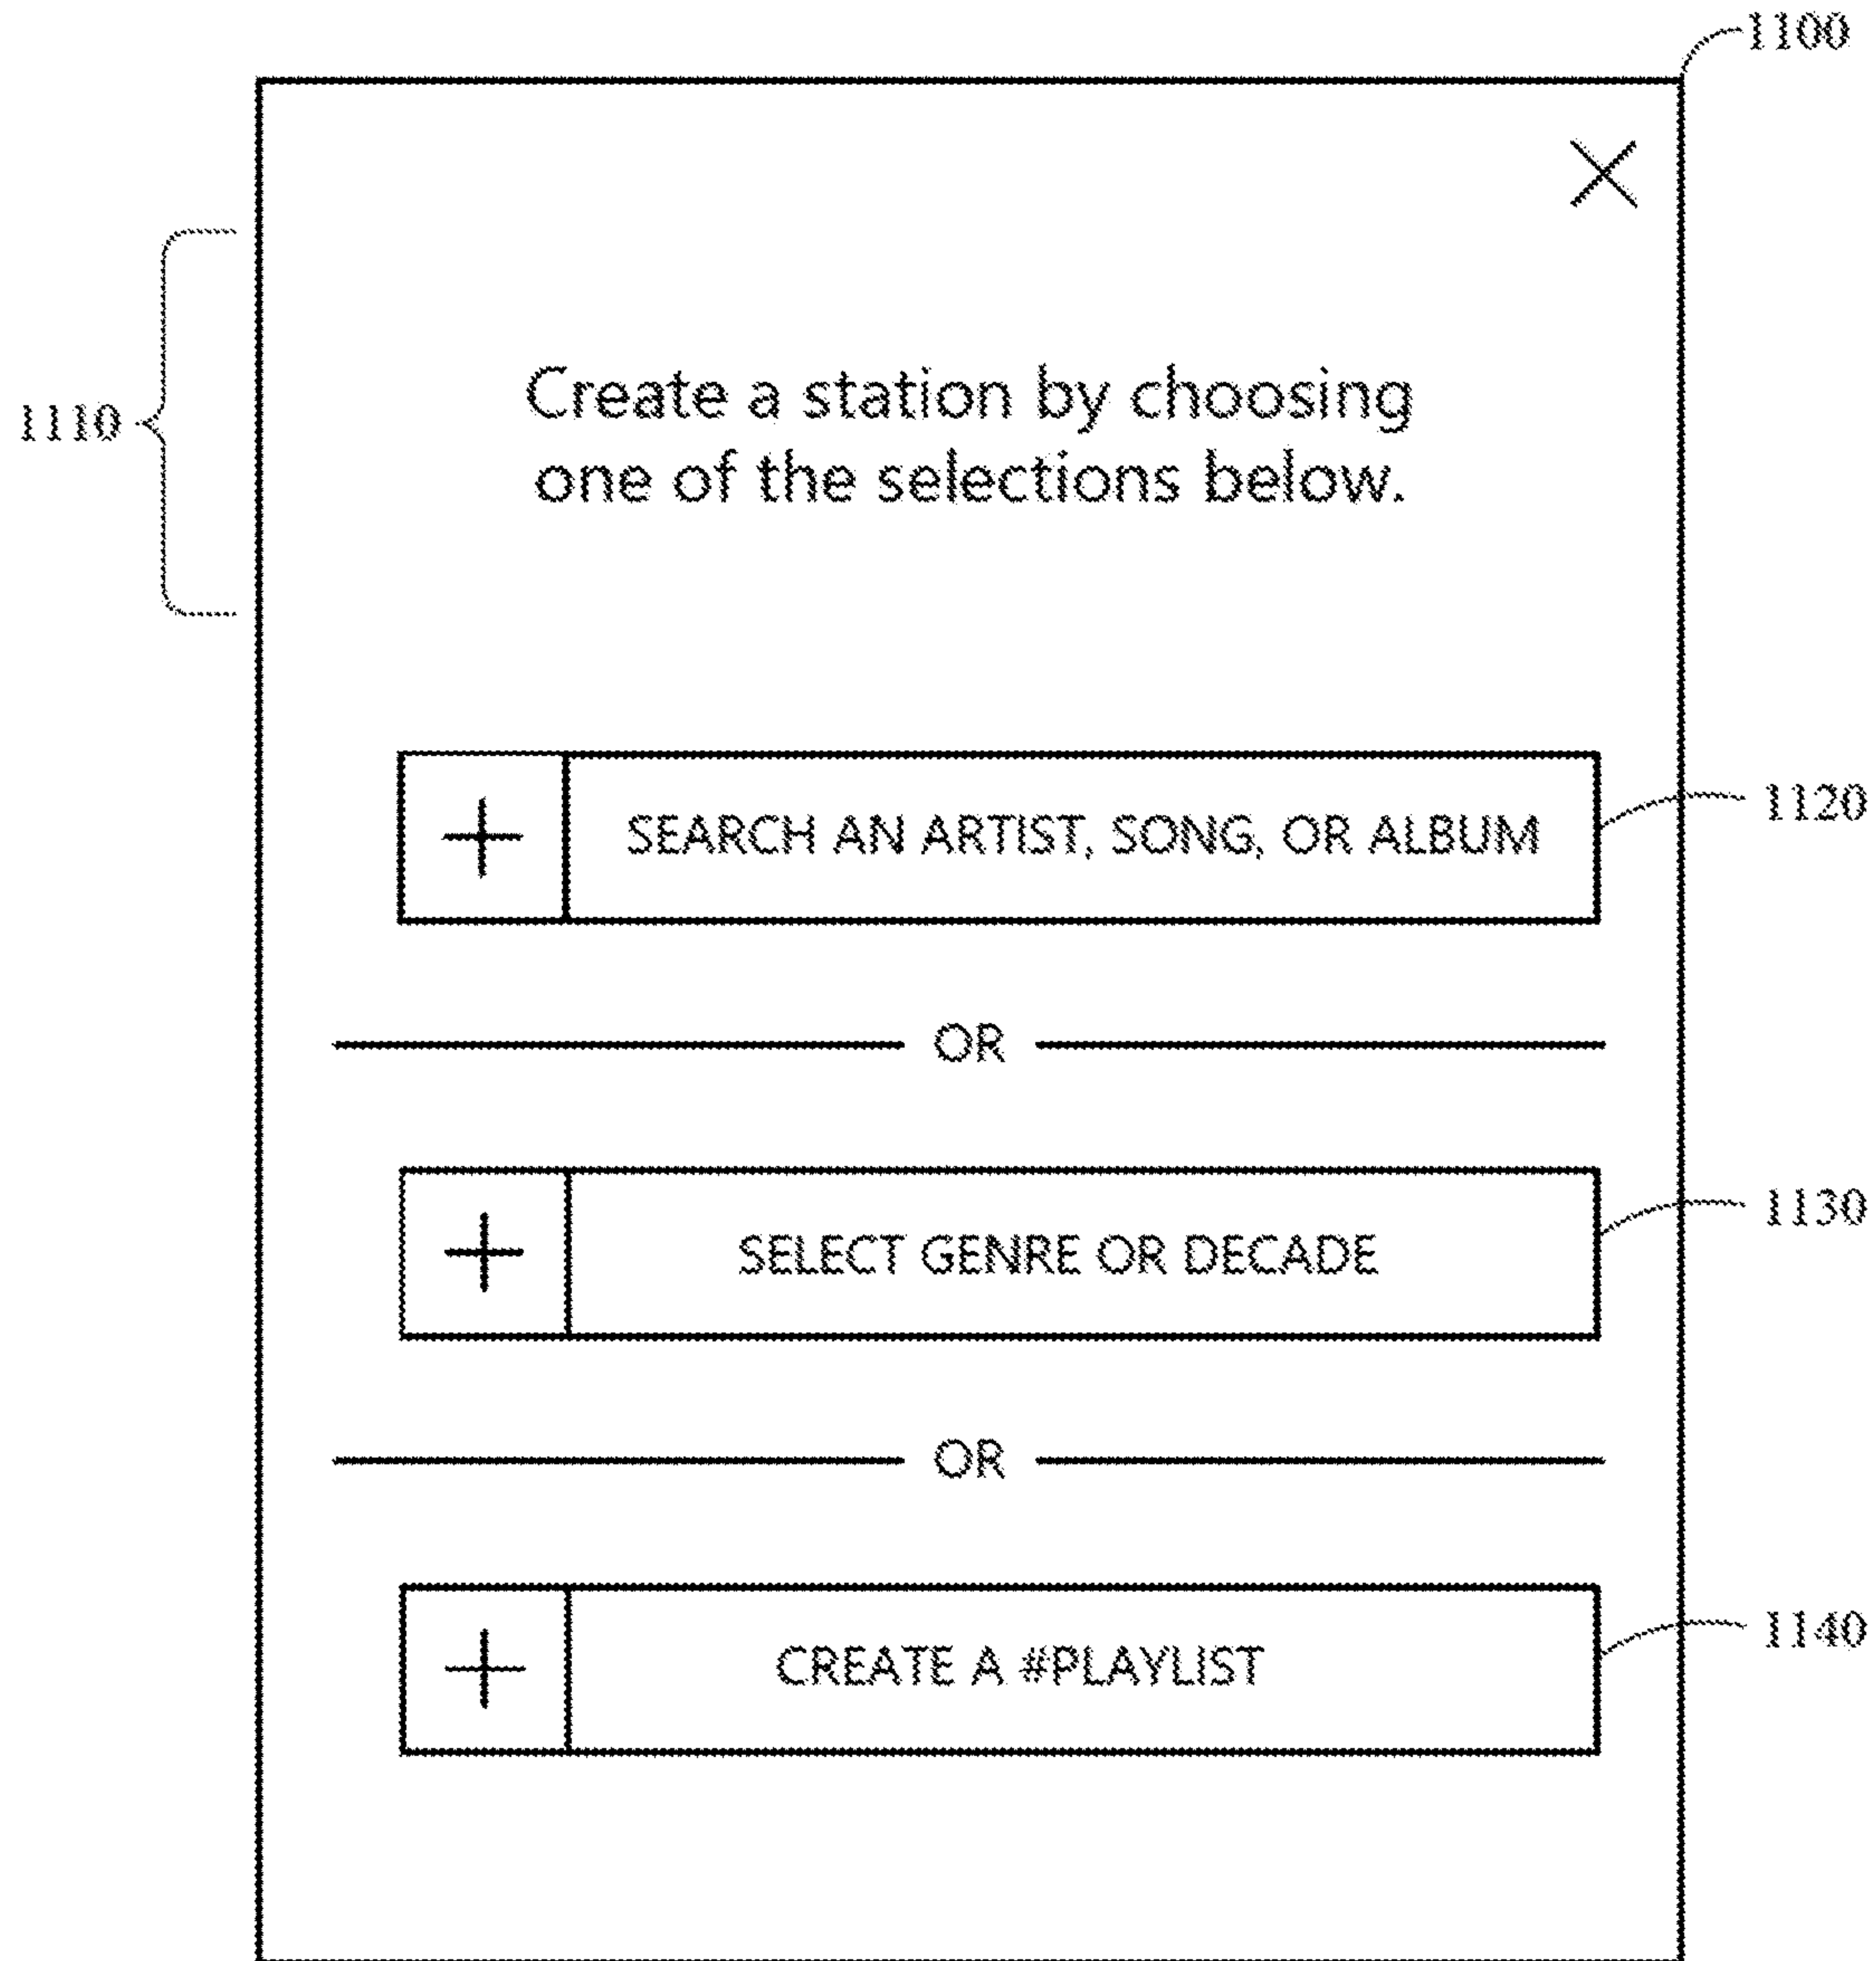 1100
Create a station by choosing
1110
one of the selections below.
SEARCH AN ARTIST, SONG, OR ALBUM
1120
OR
SELECT GENRE OR DECADE
1130
OR
CREATE A #PLAYLIST
1140